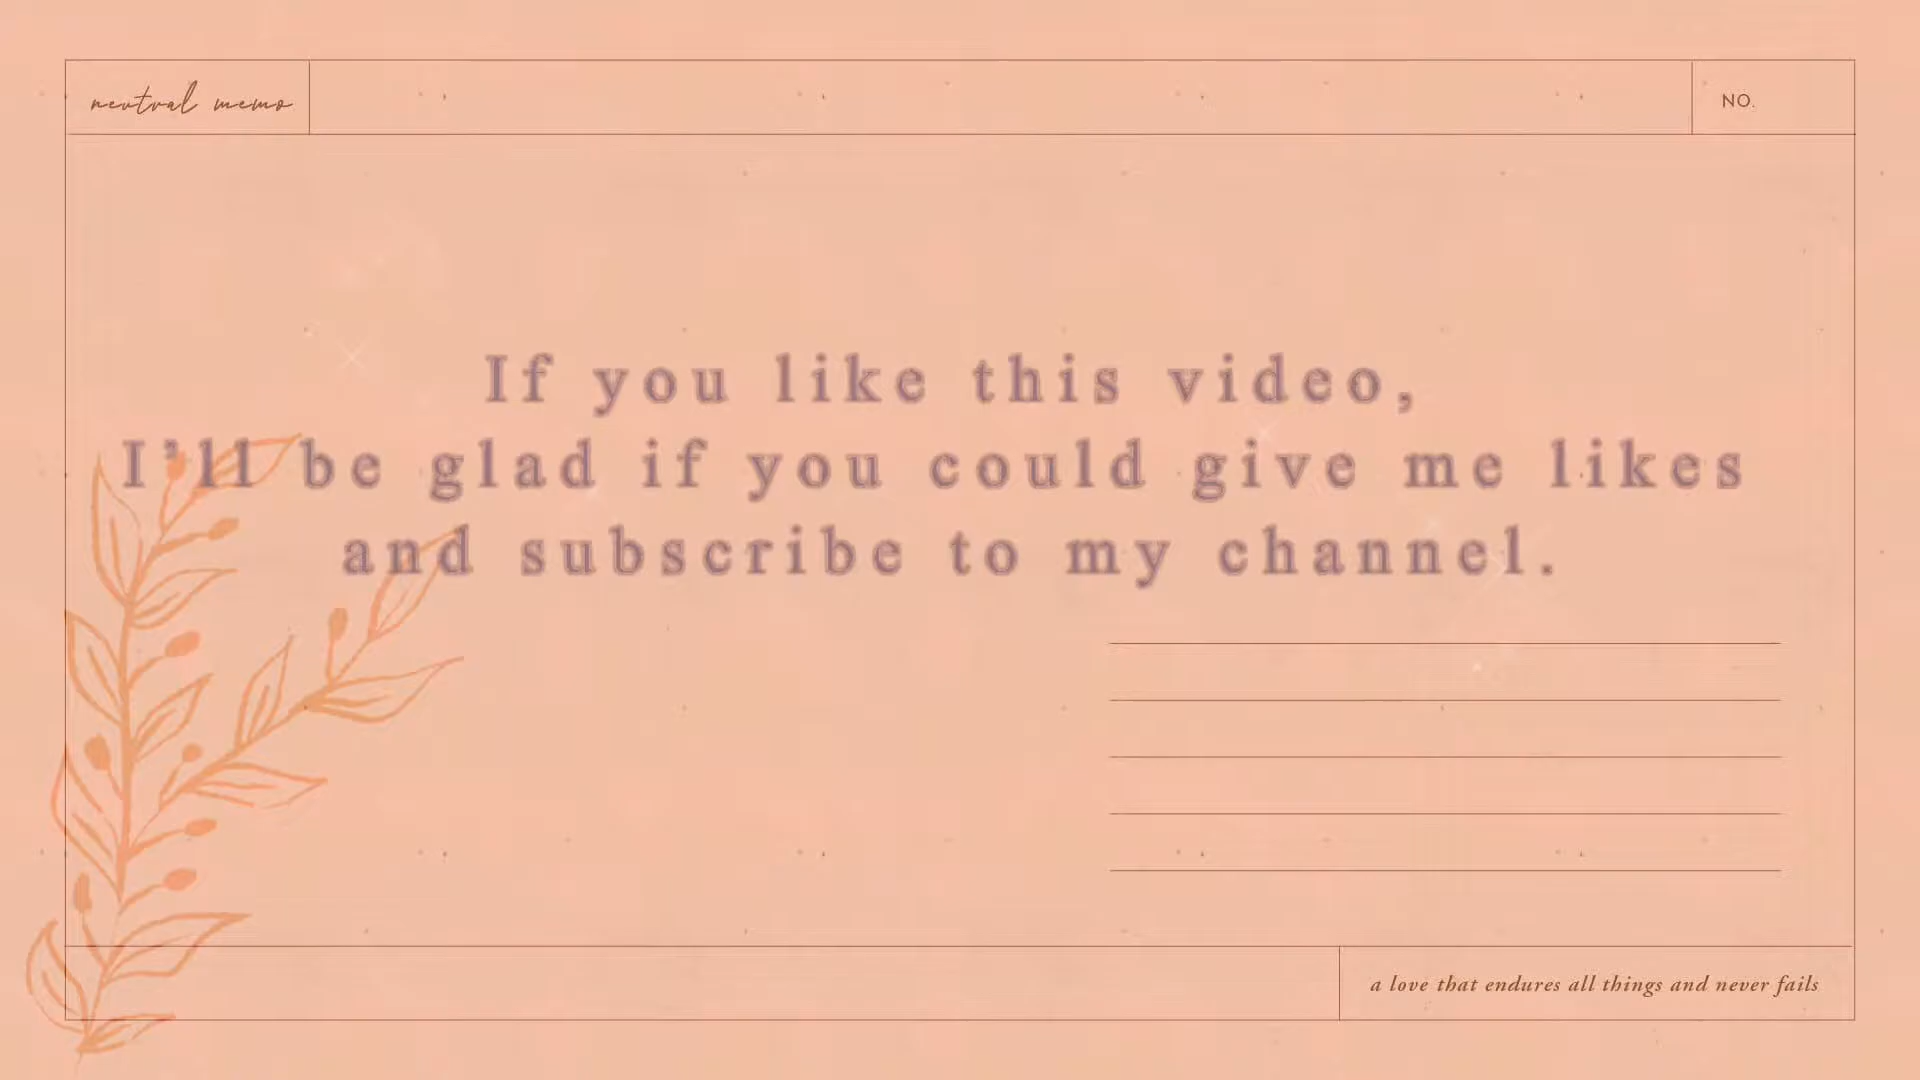 neutral memo
NO.
If you like this video,
I'll be glad if you could give me likes
and subscribe to my channel.
a love that endures all things and never fails